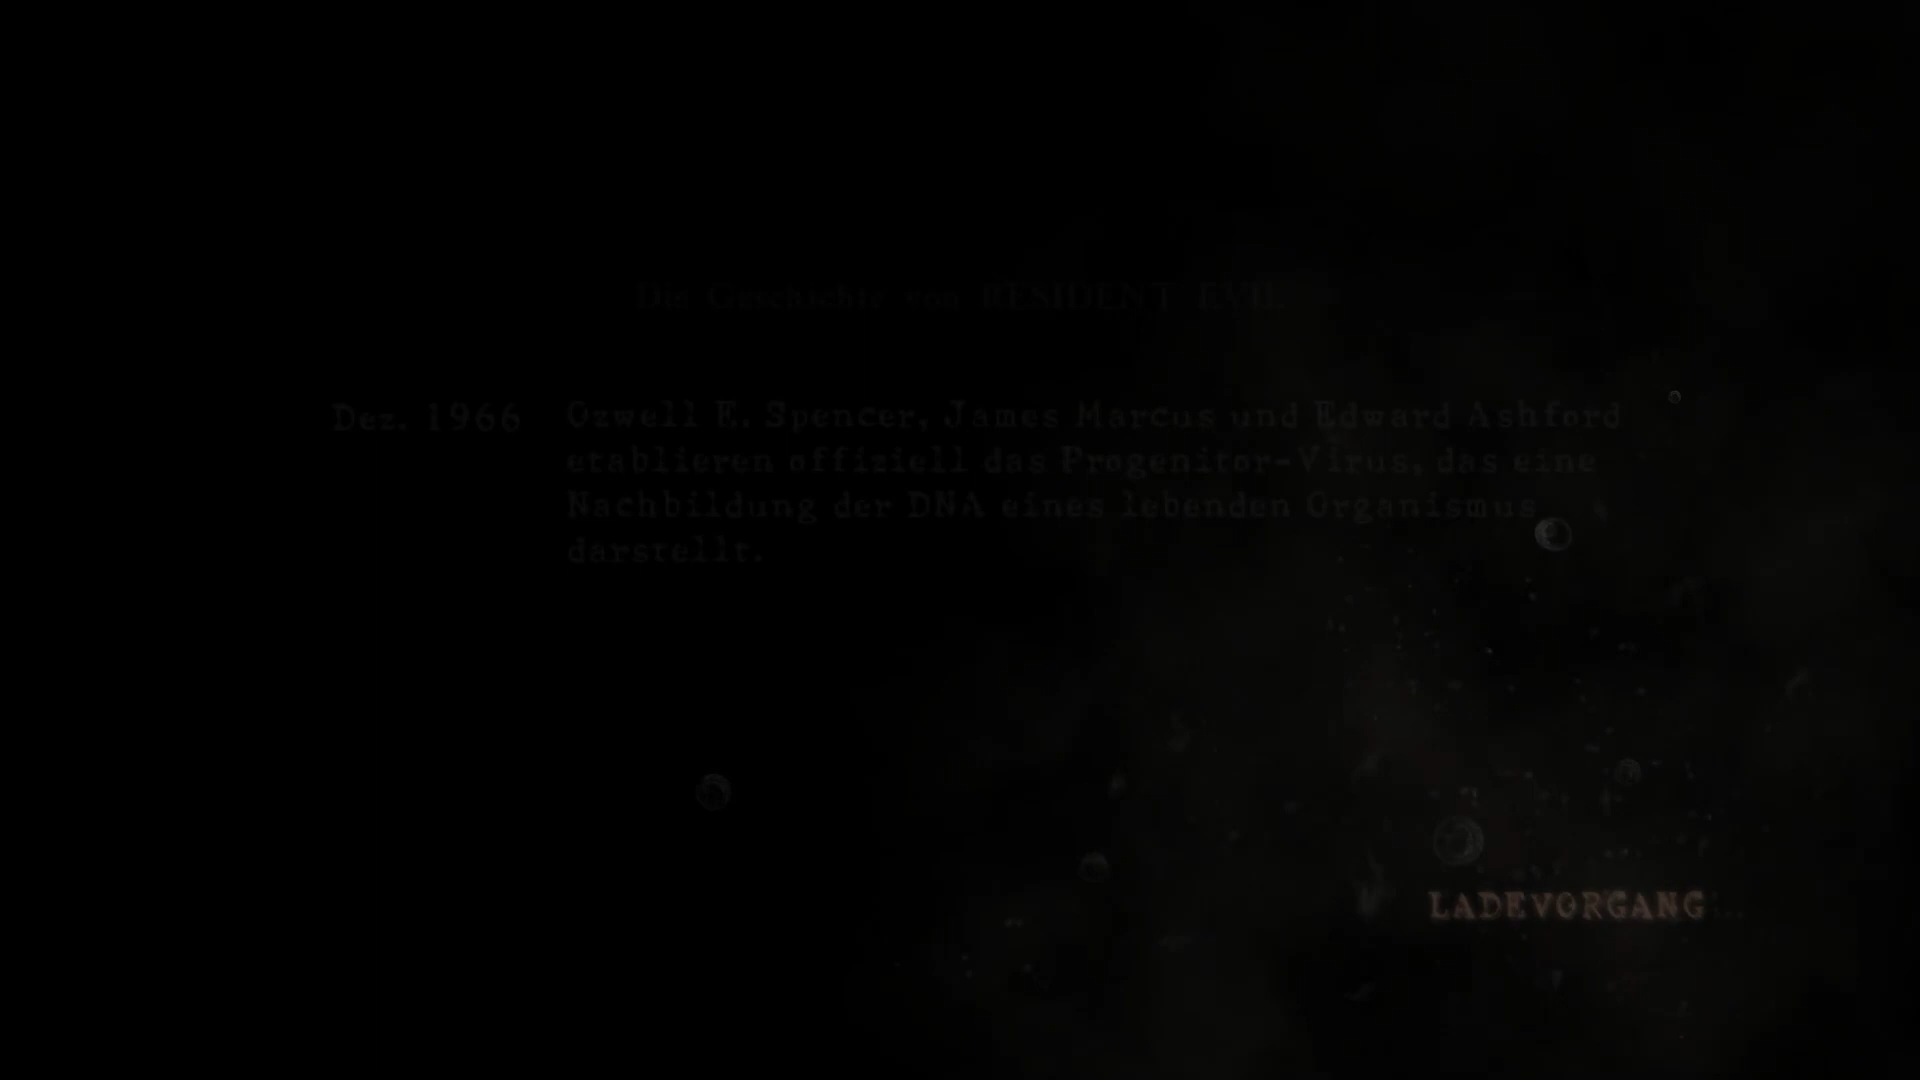 Die Geschichte von RESIDENT EVIL
Dez. 1966 Ozwell E. Spencer, James Marcus und Edward Ashford
etablieren offiziell das Progenitor-Virus, das eine
Nachbildung der DNA eines lebenden Organismus
darstellt.
LADEVORGANG...